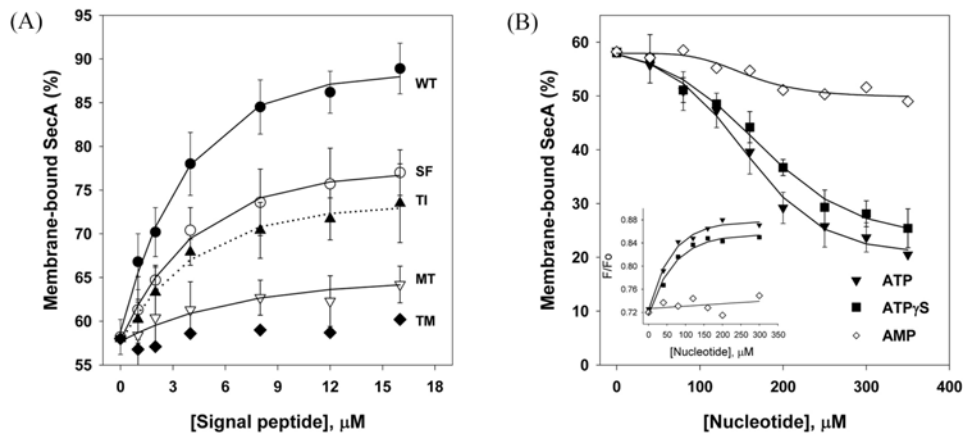 (A)
Membrane-bound SecA (%)
95
90
85
80
75
70
65
60
55
WT
SF
TI
MT
TM
0 3 6 9 12 15 18
[Signal peptide], μM
(B)
Membrane-bound SecA (%)
60
50
40
30
20
10
0
F/Fo
0.88
0.84
0.80
0.76
0.72
0 50 100 150 200 250 300 350
[Nucleotide], μM
ATP
ATPγS
AMP
0 100 200 300 400
[Nucleotide], μM